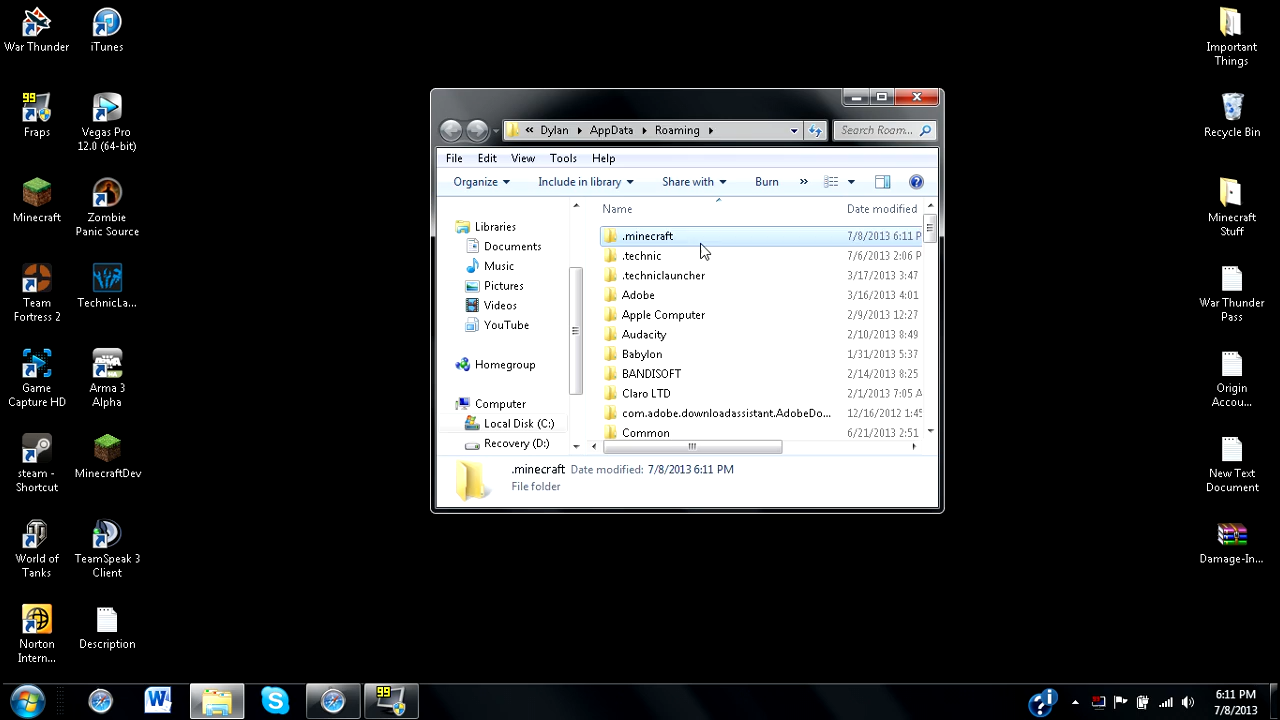 War Thunder
iTunes
99
Fraps
Vegas Pro
12.0 (64-bit)
Minecraft
Zombie
Panic Source
Team
Fortress 2
TechnicLa...
Game
Capture HD
Arma 3
Alpha
steam -
Shortcut
MinecraftDev
World of
Tanks
TeamSpeak 3
Client
Norton
Intern...
Description
« Dylan AppData Roaming
Search Roam...
File Edit View Tools Help
Organize Include in library Share with Burn »
Libraries
Documents
Music
Pictures
Videos
YouTube
Homegroup
Computer
Local Disk (C:)
Recovery (D:)
Name Date modified
.minecraft 7/8/2013 6:11 P
.technic 7/6/2013 2:06 P
.techniclauncher 3/17/2013 3:47
Adobe 3/16/2013 4:01
Apple Computer 2/9/2013 12:27
Audacity 2/10/2013 8:49
Babylon 1/31/2013 5:37
BANDISOFT 2/14/2013 8:25
Claro LTD 2/1/2013 7:05 A
com.adobe.downloadassistant.AdobeDo... 12/16/2012 1:45
Common 6/21/2013 2:51
.minecraft Date modified: 7/8/2013 6:11 PM
File folder
Important
Things
Recycle Bin
Minecraft
Stuff
War Thunder
Pass
Origin
Accou...
New Text
Document
Damage-In...
99
6:11 PM
7/8/2013